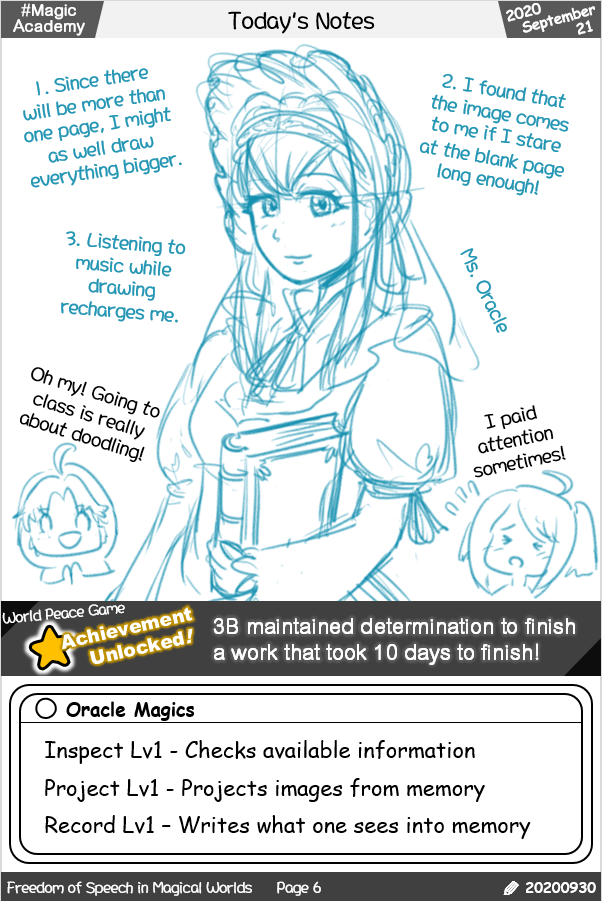 #Magic
Academy
Today's Notes
2020
September
21
1. Since there
will be more than
one page, I might
as well draw
everything bigger.
2. I found that
the image comes
to me if I stare
at the blank page
long enough!
3. Listening to
music while
drawing
recharges me.
Ms. Oracle
Oh my! Going to
class is really
about doodling!
I paid
attention
sometimes!
World Peace Game
Achievement
Unlocked!
3B maintained determination to finish
a work that took 10 days to finish!
Oracle Magics
Inspect Lv1 - Checks available information
Project Lv1 - Projects images from memory
Record Lv1 – Writes what one sees into memory
Freedom of Speech in Magical Worlds Page 6
20200930